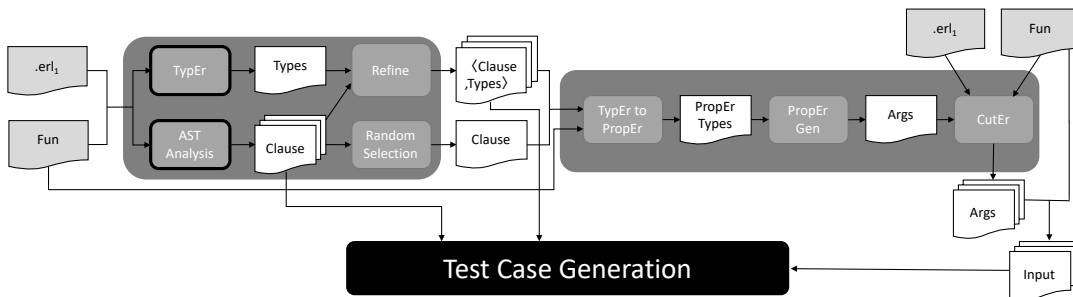 .erl₁
Fun
TypEr
Types
Refine
AST
Analysis
Clause
Random
Selection
〈Clause
,Types〉
Clause
TypEr to
PropEr
PropEr
Types
PropEr
Gen
Args
CutEr
.erl₁
Fun
Args
Input
Test Case Generation